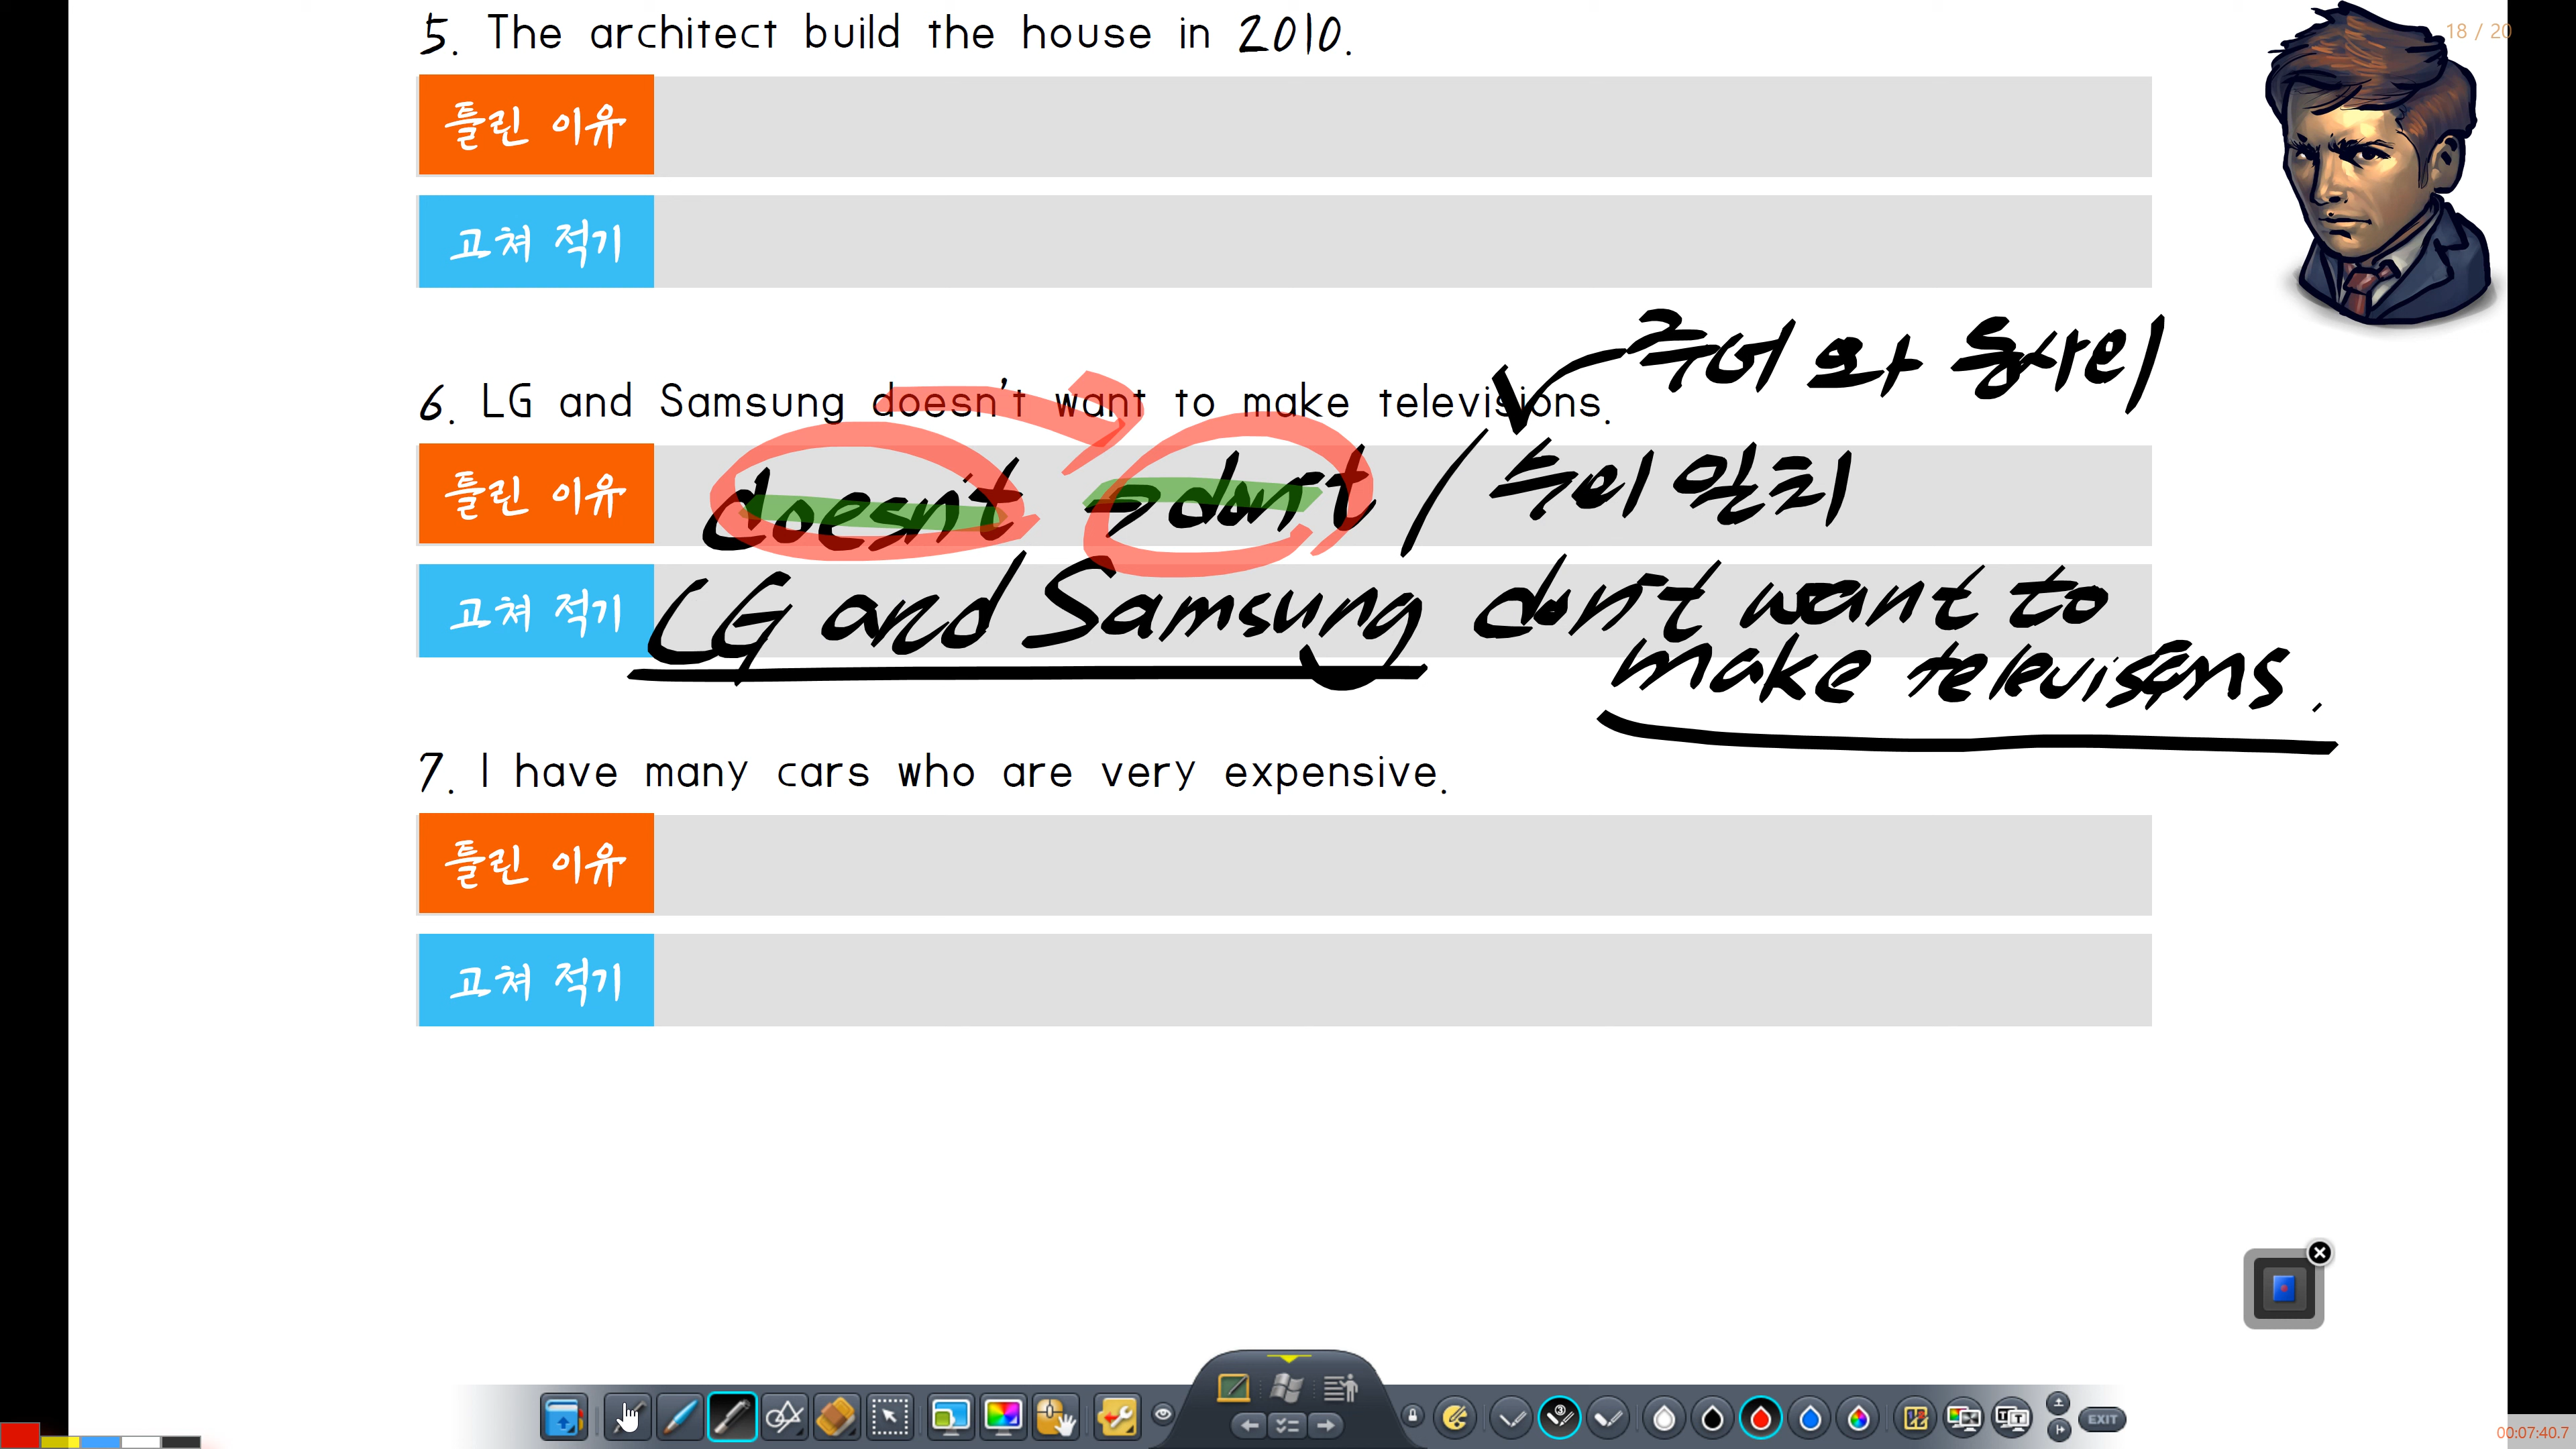 18 / 20
5. The architect build the house in 2010.
틀린 이유
고쳐 적기
주어와 동사의
6. LG and Samsung doesn't want to make televisions.
틀린 이유 doesn't → don't / 수의 일치
고쳐 적기 LG and Samsung don't want to
make televisions.
7. I have many cars who are very expensive.
틀린 이유
고쳐 적기
EXIT
00:07:40.7